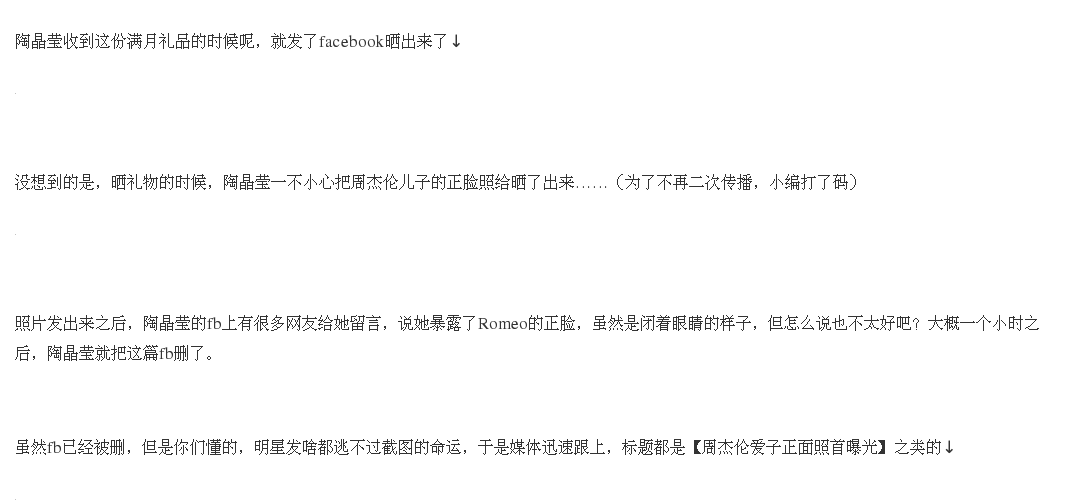 陶晶莹收到这份满月礼品的时候呢，就发了facebook晒出来了↓
没想到的是，晒礼物的时候，陶晶莹一不小心把周杰伦儿子的正脸照给晒了出来……（为了不再二次传播，小编打了码）
照片发出来之后，陶晶莹的fb上有很多网友给她留言，说她暴露了Romeo的正脸，虽然是闭着眼睛的样子，但怎么说也不太好吧？大概一个小时之
后，陶晶莹就把这篇fb删了。
虽然fb已经被删，但是你们懂的，明星发啥都逃不过截图的命运，于是媒体迅速跟上，标题都是【周杰伦爱子正面照首曝光】之类的↓